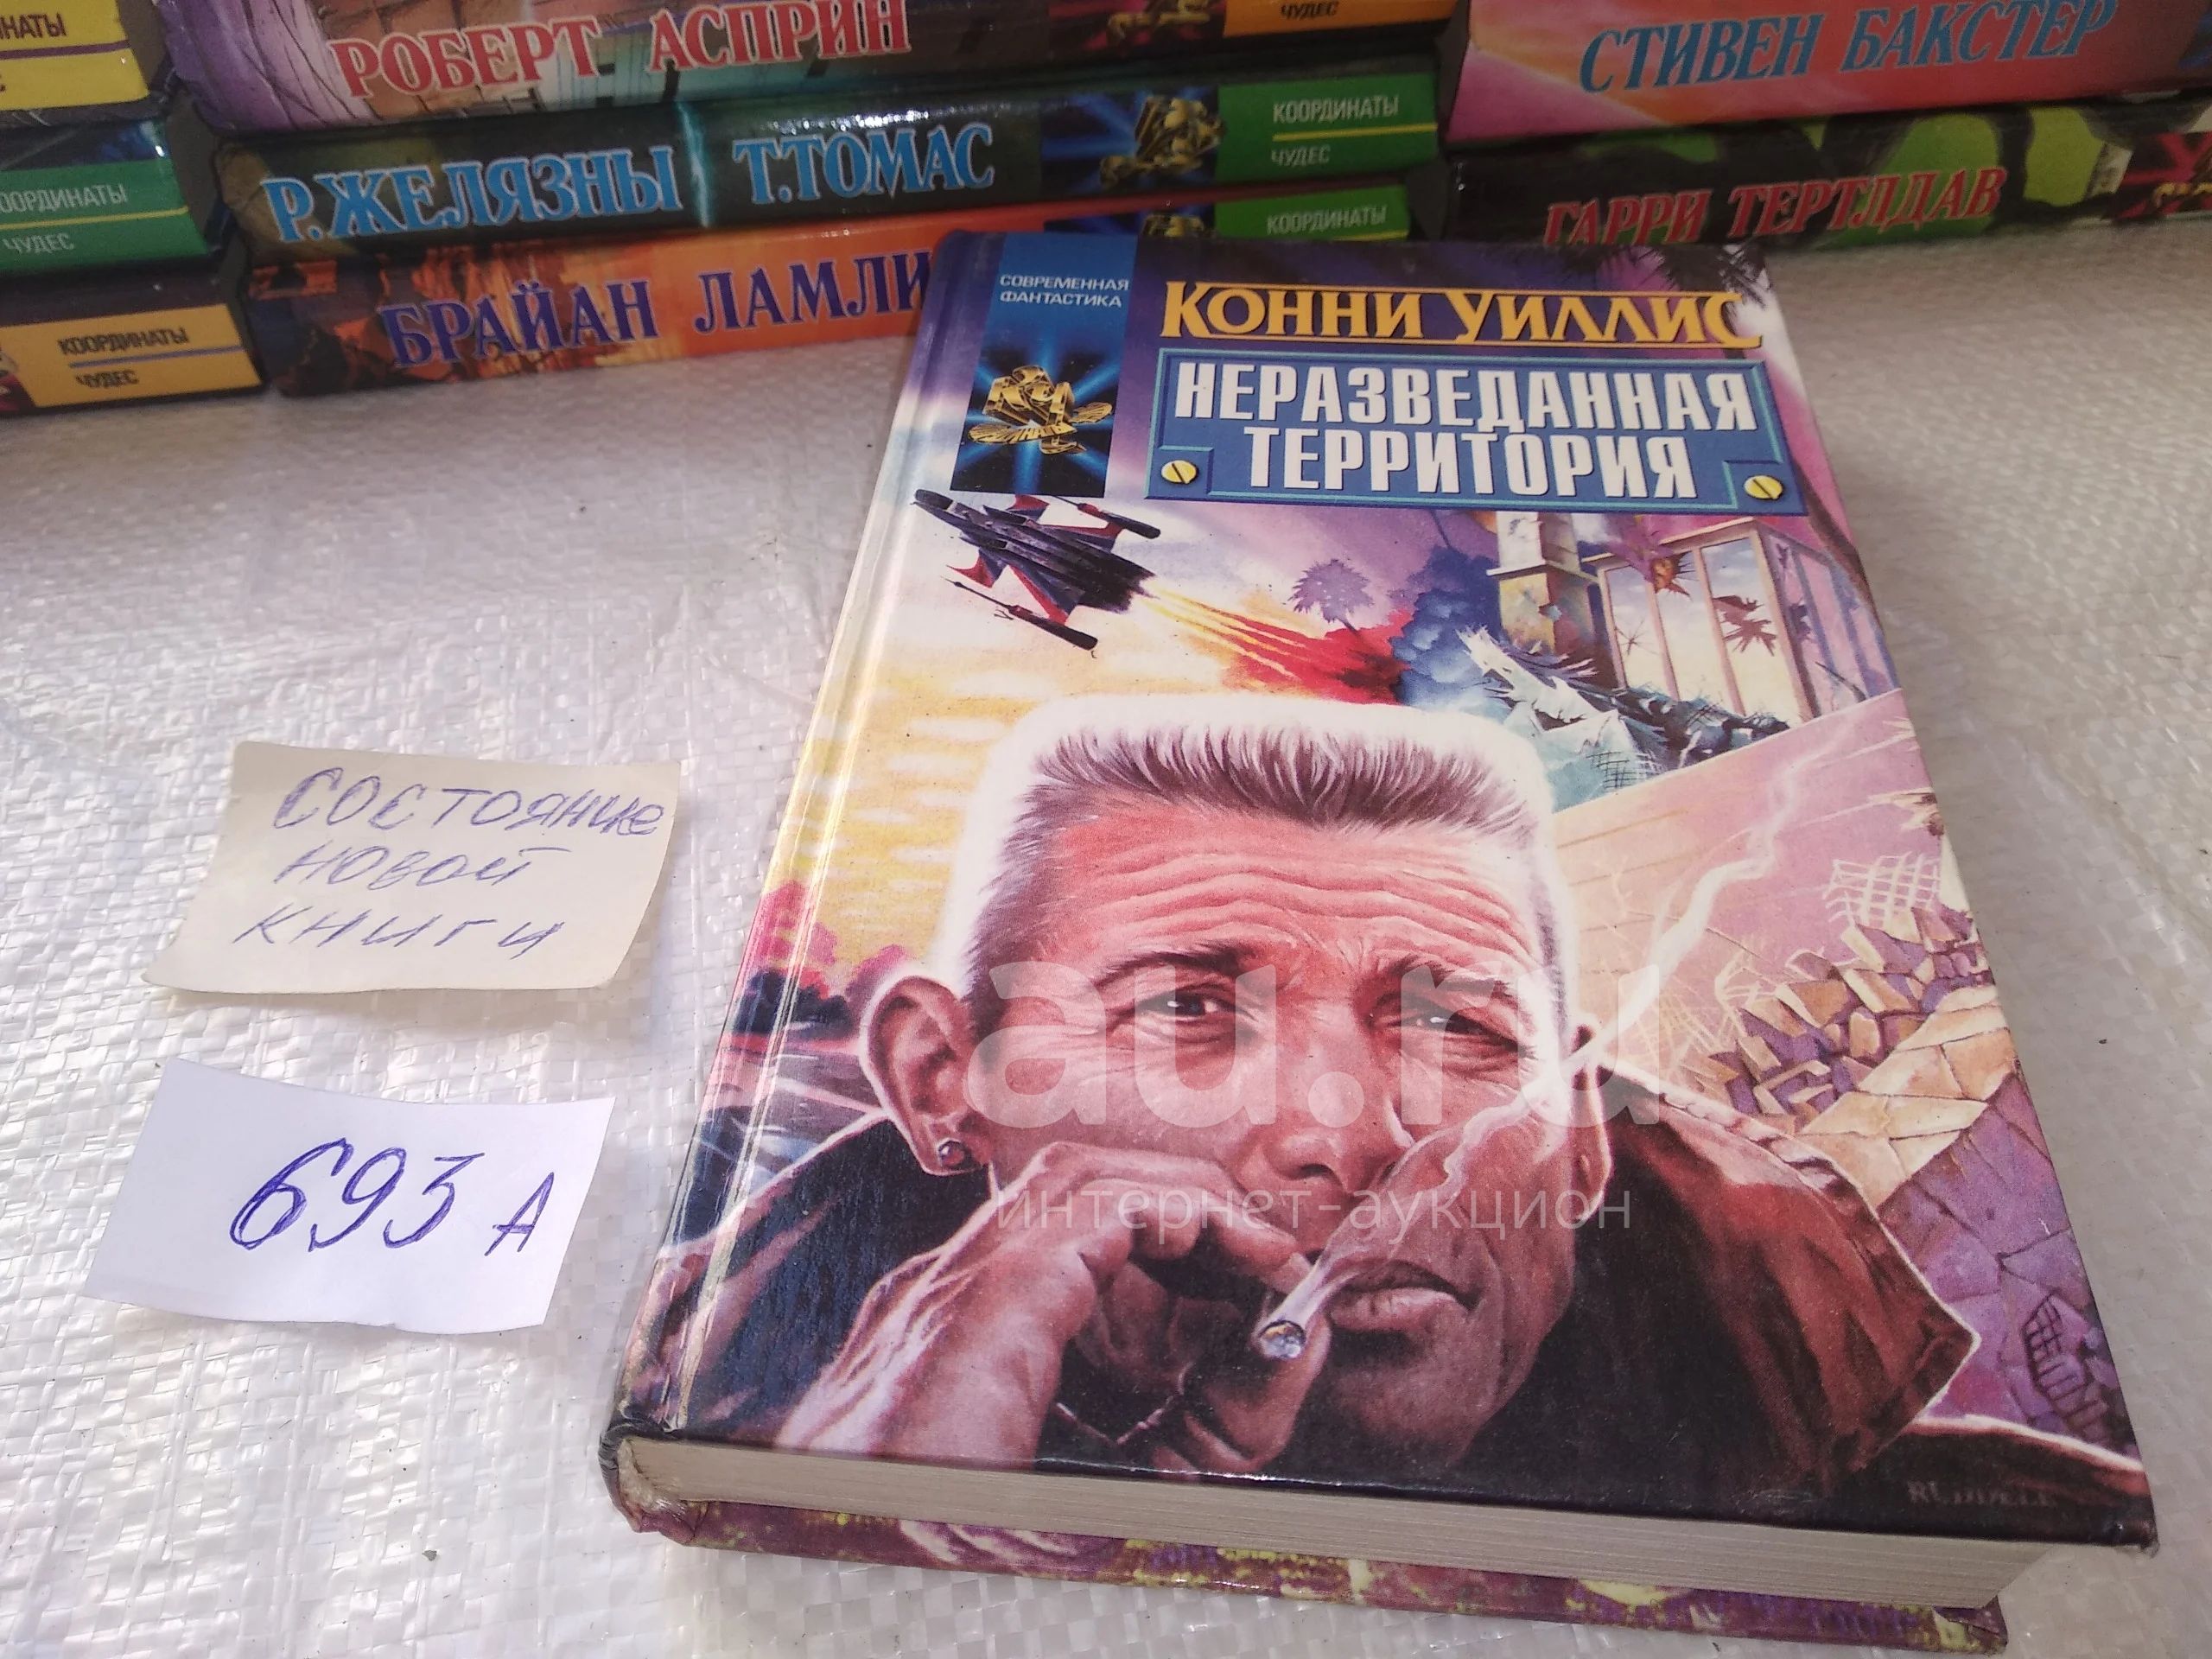 РОБЕРТ АСПРИН
ЧУДЕС
СТИВЕН БАКСТЕР
Р.ЖЕЛЯЗНЫ Т.ТОМАС
КООРДИНАТЫ
ЧУДЕС
ГАРРИ ТЕРТЛДАВ
БРАЙАН ЛАМЛИ
КООРДИНАТЫ
КООРДИНАТЫ
ЧУДЕС
КООРДИНАТЫ
ЧУДЕС
СОВРЕМЕННАЯ
ФАНТАСТИКА
КОННИ УИЛЛИС
НЕРАЗВЕДАННАЯ
ТЕРРИТОРИЯ
СОСТОЯНИЕ
НОВОЙ
КНИГИ
693 А
au.ru
интернет-аукцион